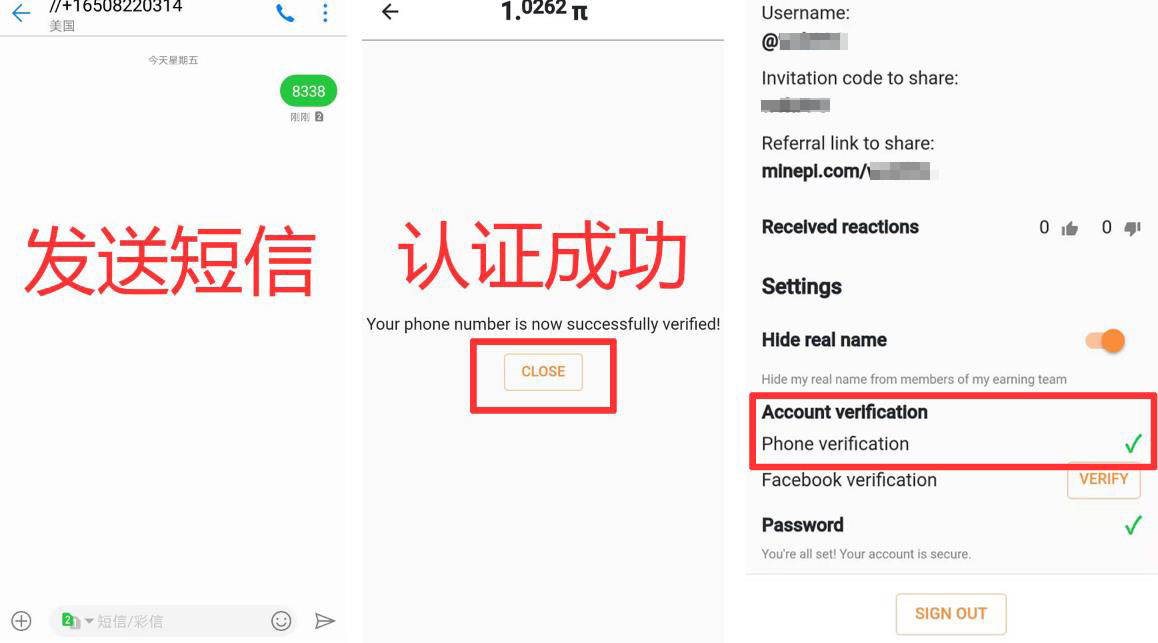 //+16508220314
美国
今天星期五
8338
刚刚 2
发送短信
2 短信/彩信
1.0262 π
认证成功
Your phone number is now successfully verified!
CLOSE
Username:
@
Invitation code to share:
Referral link to share:
minepi.com/
Received reactions 0 0
Settings
Hide real name
Hide my real name from members of my earning team
Account verification
Phone verification
Facebook verification VERIFY
Password
You're all set! Your account is secure.
SIGN OUT